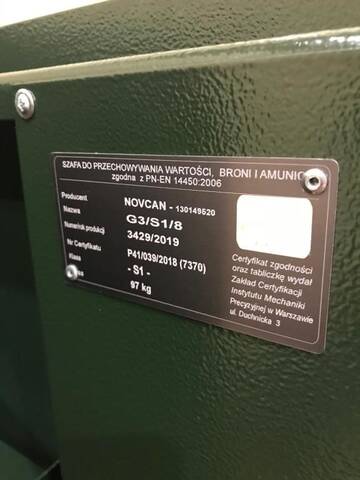 SZAFA DO PRZECHOWYWANIA WARTOŚCI, BRONI I AMUNIC
zgodna z PN-EN 14450:2006
Producent NOVCAN - 130149520
Nazwa G3/S1/8
Numer/rok produkcji 3429/2019
Nr Certyfikatu P41/039/2018 (7370)
Klasa - S1 -
97 kg
Certyfikat zgodności
oraz tabliczkę wydał
Zakład Certyfikacji
Instytutu Mechaniki
Precyzyjnej w Warszawie
ul. Duchnicka 3